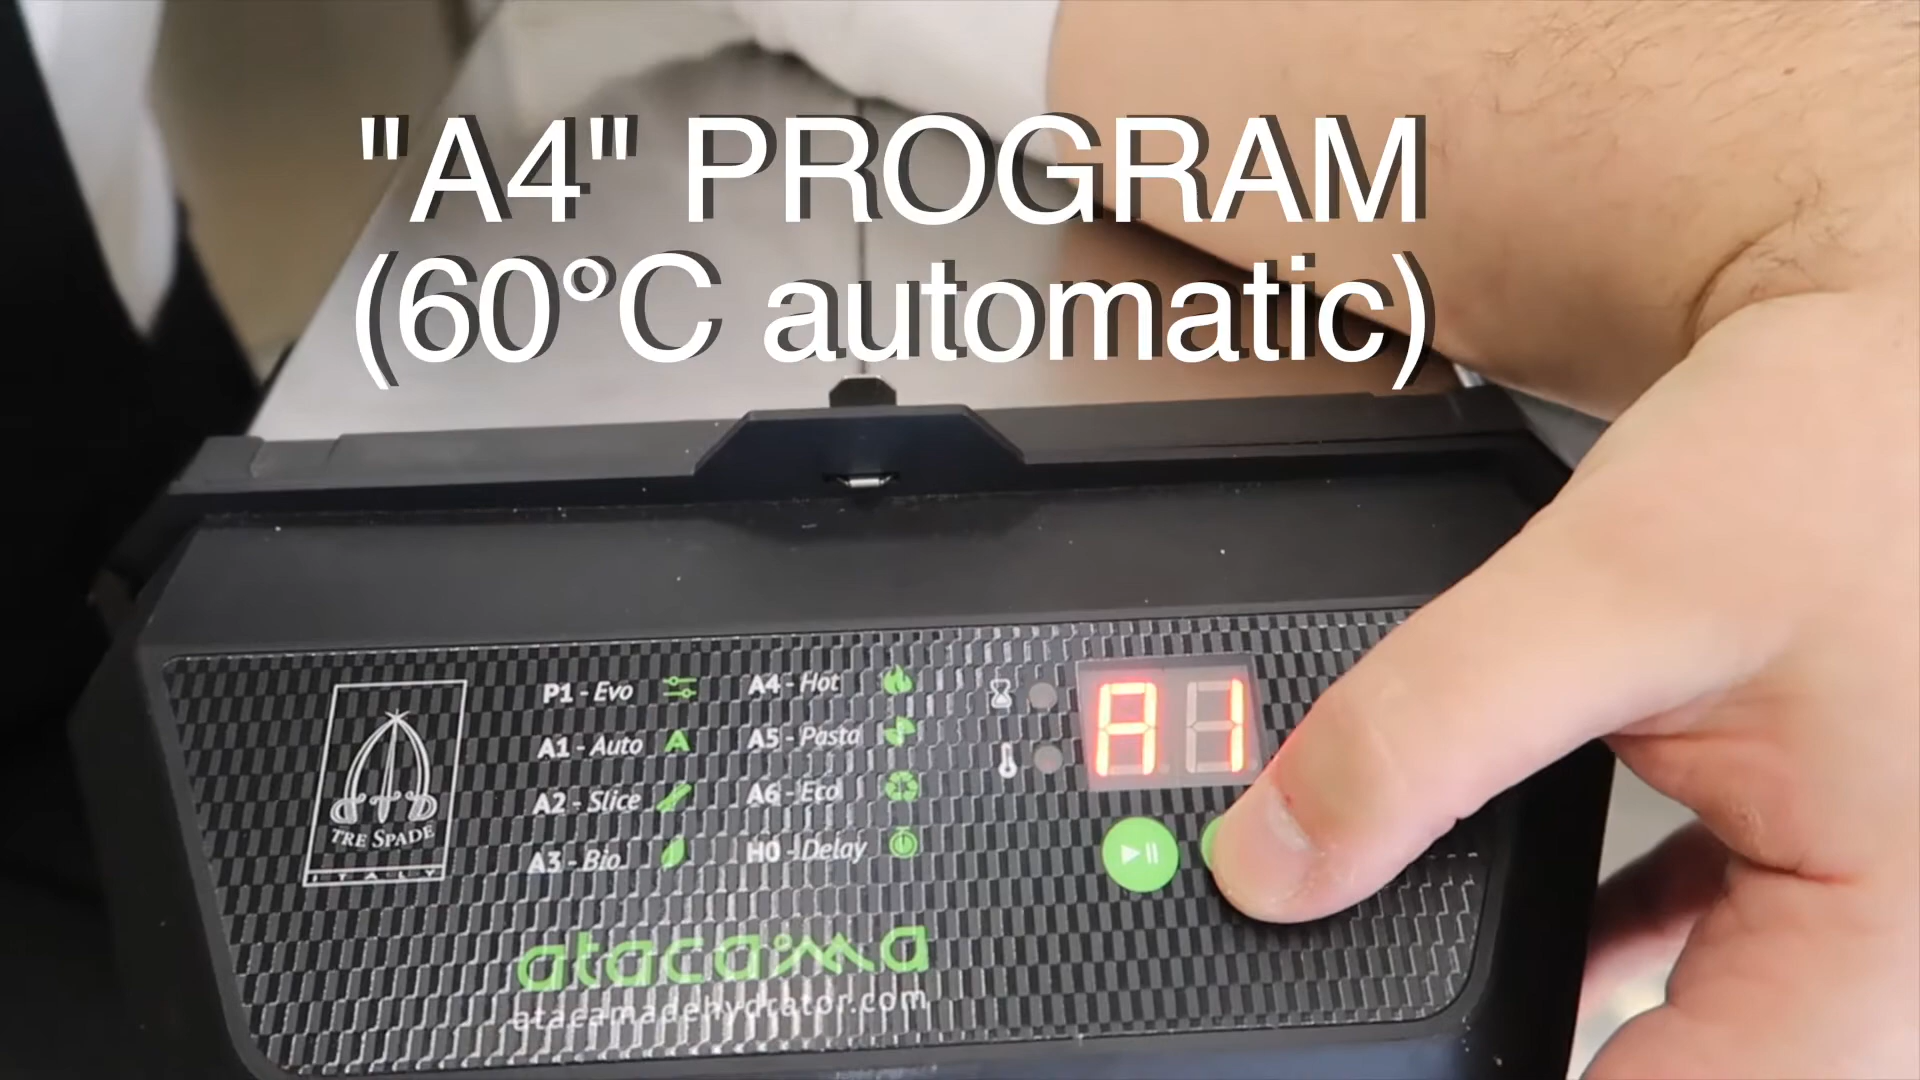 "A4" PROGRAM
(60°C automatic)
P1 - Evo
A1 - Auto
A2 - Slice
A3 - Bio
A4 - Hot
A5 - Pasta
A6 - Eco
H0 - Delay
A1
TRE SPADE
ITALY
atacama
atacamadehydrator.com